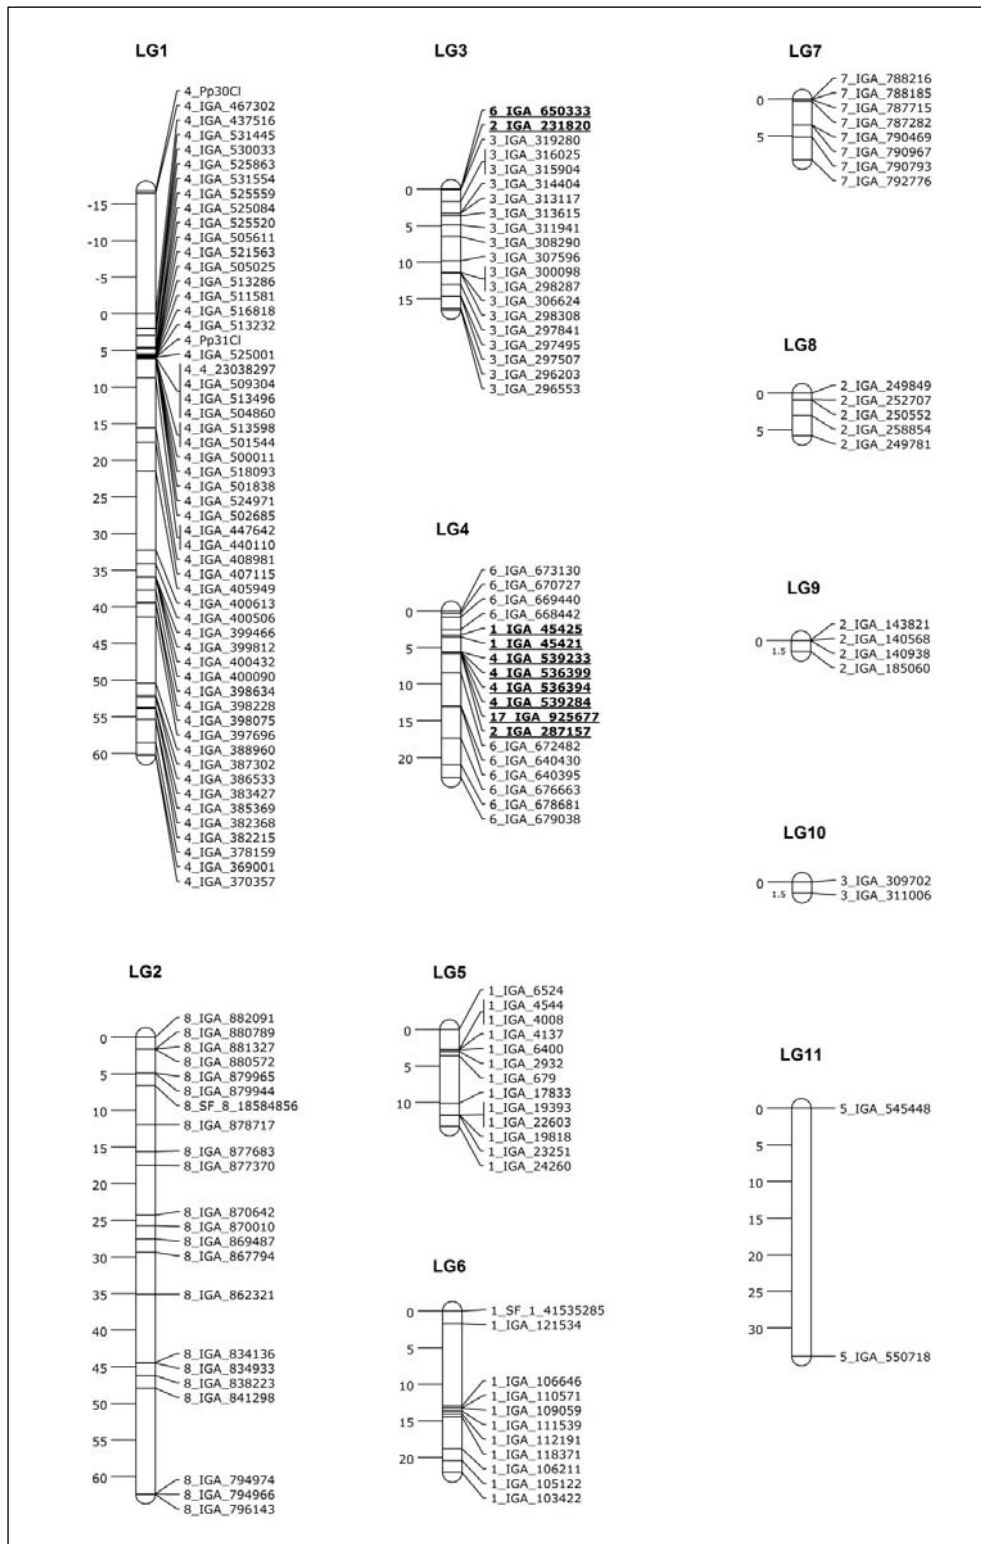 LG1
4_Pp30Cl
4_IGA_467302
4_IGA_437516
4_IGA_531445
4_IGA_530033
4_IGA_525863
4_IGA_531554
4_IGA_525559
4_IGA_525084
4_IGA_525520
4_IGA_505611
4_IGA_521563
4_IGA_505025
4_IGA_513286
4_IGA_511581
4_IGA_516818
4_IGA_513232
4_Pp31Cl
4_IGA_525001
4_4_23038297
4_IGA_509304
4_IGA_513496
4_IGA_504860
4_IGA_513598
4_IGA_501544
4_IGA_500011
4_IGA_518093
4_IGA_501838
4_IGA_524971
4_IGA_502685
4_IGA_447642
4_IGA_440110
4_IGA_408981
4_IGA_407115
4_IGA_405949
4_IGA_400613
4_IGA_400506
4_IGA_399466
4_IGA_399812
4_IGA_400432
4_IGA_400090
4_IGA_398634
4_IGA_398228
4_IGA_398075
4_IGA_397696
4_IGA_388960
4_IGA_387302
4_IGA_386533
4_IGA_383427
4_IGA_385369
4_IGA_382368
4_IGA_382215
4_IGA_378159
4_IGA_369001
4_IGA_370357
-15
-10
-5
0
5
10
15
20
25
30
35
40
45
50
55
60
LG2
8_IGA_882091
8_IGA_880789
8_IGA_881327
8_IGA_880572
8_IGA_879965
8_IGA_879944
8_SF_8_18584856
8_IGA_878717
8_IGA_877683
8_IGA_877370
8_IGA_870642
8_IGA_870010
8_IGA_869487
8_IGA_867794
8_IGA_862321
8_IGA_834136
8_IGA_834933
8_IGA_838223
8_IGA_841298
8_IGA_794974
8_IGA_794966
8_IGA_796143
0
5
10
15
20
25
30
35
40
45
50
55
60
LG3
6_IGA_650333
2_IGA_231820
3_IGA_319280
3_IGA_316025
3_IGA_315904
3_IGA_314404
3_IGA_313117
3_IGA_313615
3_IGA_311941
3_IGA_308290
3_IGA_307596
3_IGA_300098
3_IGA_298287
3_IGA_306624
3_IGA_298308
3_IGA_297841
3_IGA_297495
3_IGA_297507
3_IGA_296203
3_IGA_296553
0
5
10
15
LG4
6_IGA_673130
6_IGA_670727
6_IGA_669440
6_IGA_668442
1_IGA_45425
1_IGA_45421
4_IGA_539233
4_IGA_536399
4_IGA_536394
4_IGA_539284
17_IGA_925677
2_IGA_287157
6_IGA_672482
6_IGA_640430
6_IGA_640395
6_IGA_676663
6_IGA_678681
6_IGA_679038
0
5
10
15
20
LG5
1_IGA_6524
1_IGA_4544
1_IGA_4008
1_IGA_4137
1_IGA_6400
1_IGA_2932
1_IGA_679
1_IGA_17833
1_IGA_19393
1_IGA_22603
1_IGA_19818
1_IGA_23251
1_IGA_24260
0
5
10
LG6
1_SF_1_41535285
1_IGA_121534
1_IGA_106646
1_IGA_110571
1_IGA_109059
1_IGA_111539
1_IGA_112191
1_IGA_118371
1_IGA_106211
1_IGA_105122
1_IGA_103422
0
5
10
15
20
LG7
7_IGA_788216
7_IGA_788185
7_IGA_787715
7_IGA_787282
7_IGA_790469
7_IGA_790967
7_IGA_790793
7_IGA_792776
0
5
LG8
2_IGA_249849
2_IGA_252707
2_IGA_250552
2_IGA_258854
2_IGA_249781
0
5
LG9
2_IGA_143821
2_IGA_140568
2_IGA_140938
2_IGA_185060
0
1.5
LG10
3_IGA_309702
3_IGA_311006
0
1.5
LG11
5_IGA_545448
5_IGA_550718
0
5
10
15
20
25
30